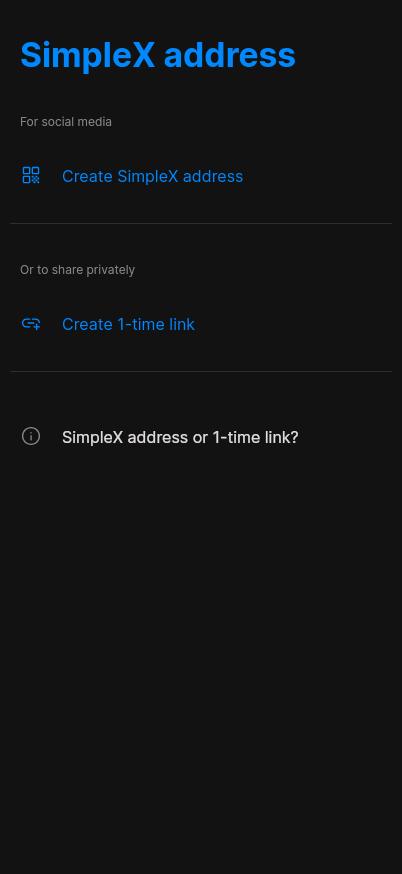 SimpleX address
For social media
Create SimpleX address
Or to share privately
Create 1-time link
SimpleX address or 1-time link?